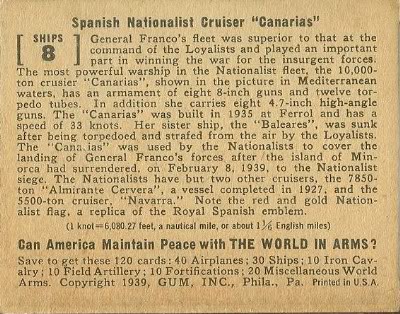 Spanish Nationalist Cruiser "Canarias"
[ SHIPS 8 ] General Franco's fleet was superior to that at the
command of the Loyalists and played an important
part in winning the war for the insurgent forces.
The most powerful warship in the Nationalist fleet, the 10,000-
ton crusier "Canarias", shown in the picture in Mediterranean
waters, has an armament of eight 8-inch guns and twelve tor-
pedo tubes. In addition she carries eight 4.7-inch high-angle
guns. The "Canarias" was built in 1935 at Ferrol and has a
speed of 33 knots. Her sister ship, the "Baleares", was sunk
after being torpedoed and strafed from the air by the Loyalists.
The "Canarias" was used by the Nationalists to cover the
landing of General Franco's forces after the island of Min-
orca had surrendered, on February 8, 1939, to the Nationalist
siege. The Nationalists have but two other cruisers, the 7850-
ton "Almirante Cervera", a vessel completed in 1927, and the
5500-ton cruiser, "Navarra." Note the red and gold Nation-
alist flag, a replica of the Royal Spanish emblem.
(1 knot=6,080.27 feet, a nautical mile, or about 1⅙ English miles)
Can America Maintain Peace with THE WORLD IN ARMS?
Save to get these 120 cards: 40 Airplanes; 30 Ships; 10 Iron Cav-
alry; 10 Field Artillery; 10 Fortifications; 20 Miscellaneous World
Arms. Copyright 1939, GUM, INC., Phila., Pa. Printed in U.S.A.